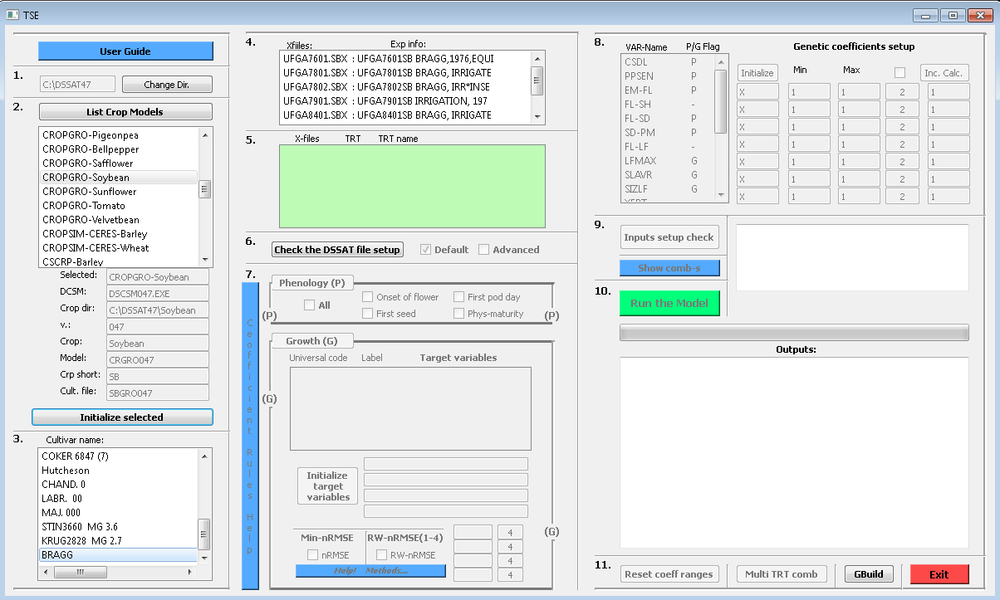 TSE
User Guide
1.
C:\DSSAT47
Change Dir.
2.
List Crop Models
CROPGRO-Pigeonpea
CROPGRO-Bellpepper
CROPGRO-Safflower
CROPGRO-Soybean
CROPGRO-Sunflower
CROPGRO-Tomato
CROPGRO-Velvetbean
CROPSIM-CERES-Barley
CROPSIM-CERES-Wheat
CSCRP-Barley
Selected: CROPGRO-Soybean
DCSM: DSCSM047.EXE
Crop dir: C:\DSSAT47\Soybean
v.: 047
Crop: Soybean
Model: CRGRO047
Crp short: SB
Cult. file: SBGRO047
Initialize selected
3.
Cultivar name:
COKER 6847 (7)
Hutcheson
CHAND. 0
LABR. 00
MAJ. 000
STIN3660 MG 3.6
KRUG2828 MG 2.7
BRAGG
4.
Xfiiles: Exp info:
UFGA7601.SBX : UFGA7601SB BRAGG,1976,EQUI
UFGA7801.SBX : UFGA7801SB BRAGG, IRRIGATE
UFGA7802.SBX : UFGA7802SB BRAGG, IRR*INSE
UFGA7901.SBX : UFGA7901SB IRRIGATION, 197
UFGA8401.SBX : UFGA8401SB BRAGG, IRRIGATE
5.
X-files TRT TRT name
6.
Check the DSSAT file setup
Default Advanced
7.
Ceofficient Rules Help
Phenology (P)
All
Onset of flower First pod day
First seed Phys-maturity
(P) (P)
Growth (G)
Universal code Label Target variables
(G)
Initialize
target
variables
(G)
Min-nRMSE RW-nRMSE(1-4)
nRMSE RW-nRMSE
Help! Methods...
4
4
4
4
8.
VAR-Name P/G Flag
CSDL P
PPSEN P
EM-FL P
FL-SH -
FL-SD P
SD-PM P
FL-LF -
LFMAX G
SLAVR G
SIZLF G
Genetic coefficients setup
Initialize Min Max Inc. Calc.
X 1 1 2 1
X 1 1 2 1
X 1 1 2 1
X 1 1 2 1
X 1 1 2 1
X 1 1 2 1
X 1 1 2 1
9.
Inputs setup check
Show comb-s
10.
Run the Model
Outputs:
11.
Reset coeff ranges
Multi TRT comb
GBuild
Exit